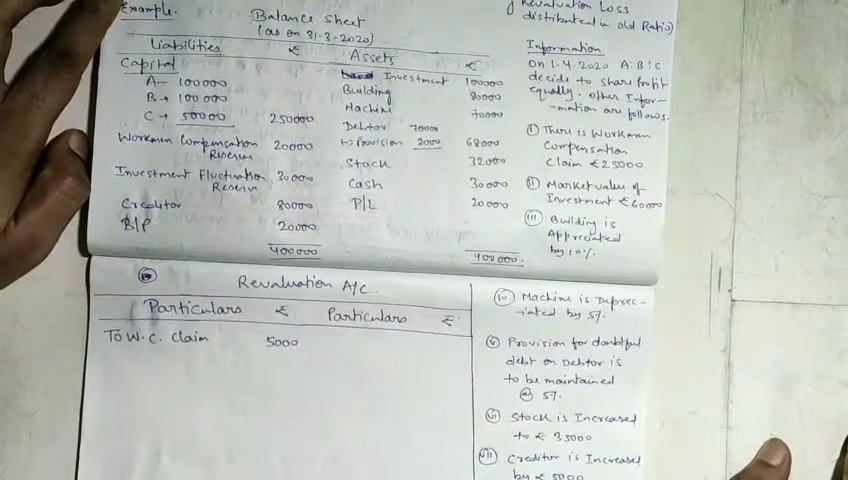 Example.
Balance Sheet
(as on 31-3-2020)
Liabilities ₹ Assets ₹
Capital
A- 100000
B→ 100000
C→ 50000 250000
Workmen Compensation Reserve 20000
Investment Fluctuation Reserve 30000
Creditor 80000
B/P 20000
400000
Investment 100000
Building 80000
Machine 70000
Debtor 70000
(-) Provision 2000 68000
Stock 32000
Cash 30000
P/L 20000
400000.
Revaluation Loss
distributed in old Ratio)
Information
On 1-4-2020 A:B:C
decide to share Profit
equally. other Infor-
-mation are follows.
(i) There is Workmen
Compensation
Claim ₹ 25000
(ii) Market value of
Investment ₹ 60000
(iii) Building is
Appreciated
by 10%.
Revaluation A/C
Particulars ₹ Particulars ₹
To W.C. Claim 5000
(iv) Machine is Deprec-
-iated by 5%.
(v) Provision for doubtful
debt on Debtor is
to be maintained
@ 5%.
(vi) Stock is Increased
to ₹ 35000
(vii) Creditor is Increased
by ₹ 5000